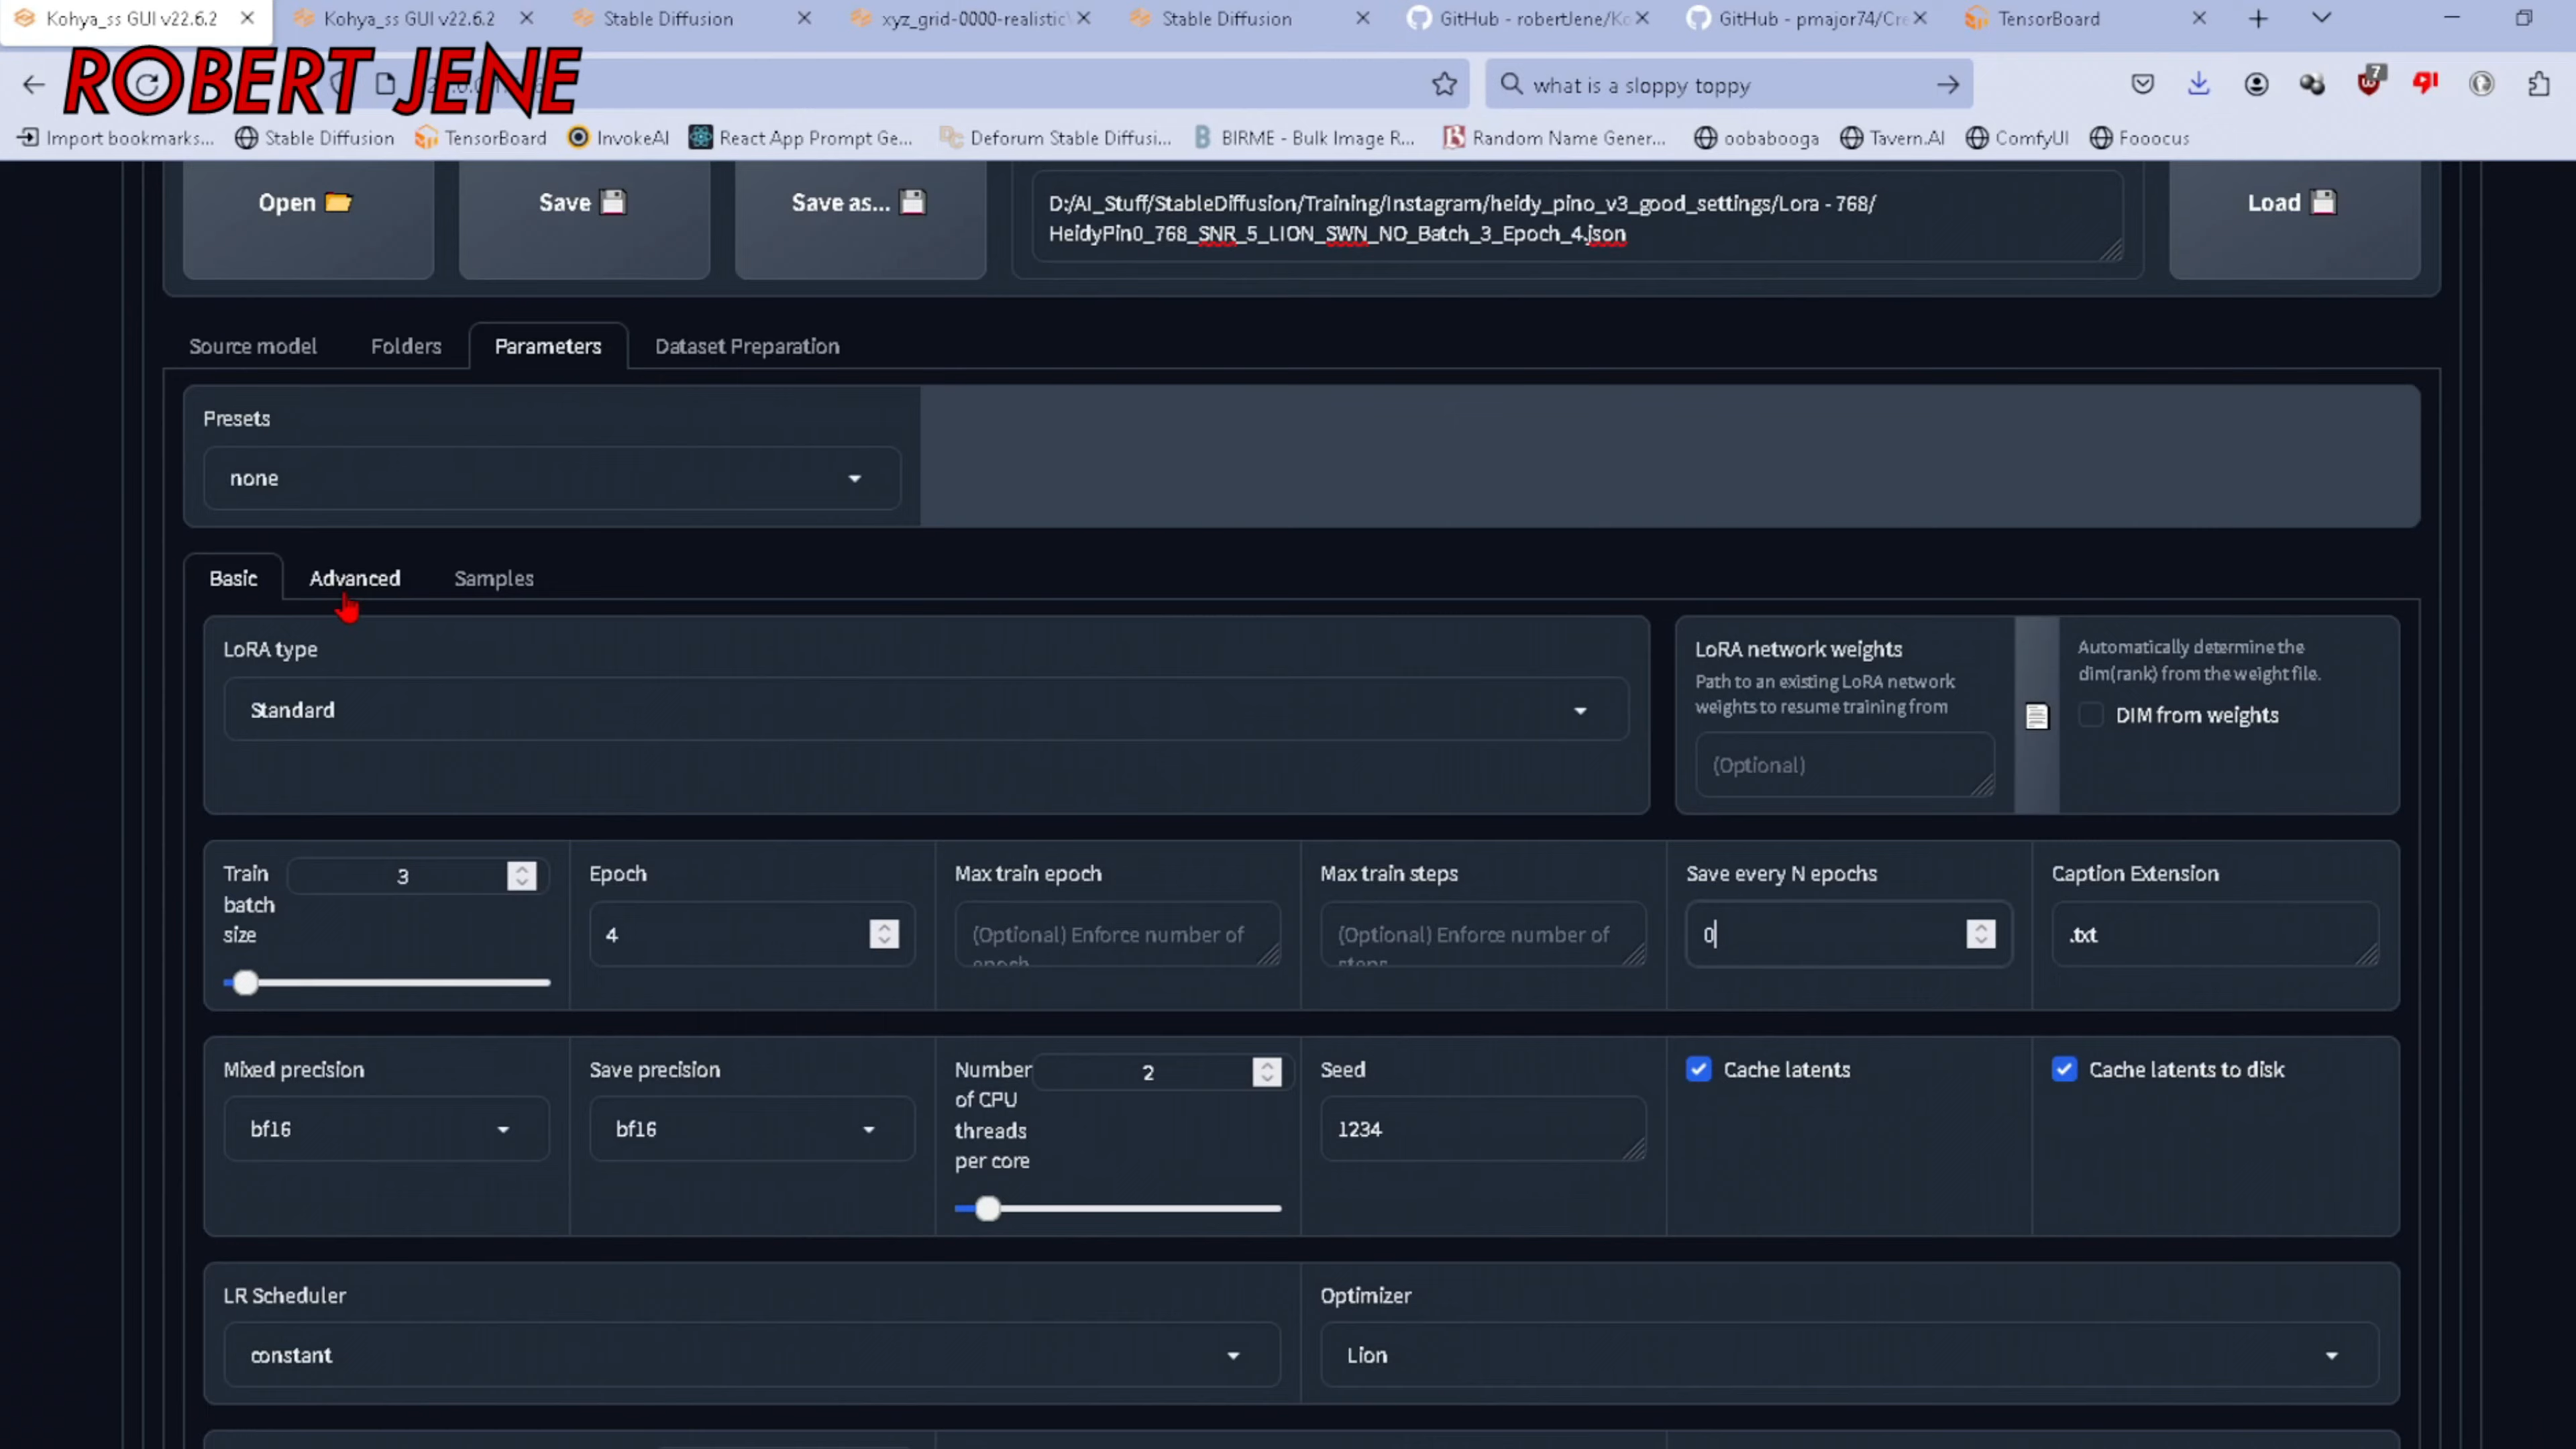 Kohya_ss GUI v22.6.2
Kohya_ss GUI v22.6.2
Stable Diffusion
xyz_grid-0000-realistic
Stable Diffusion
GitHub - robertJene/Ko
GitHub - pmajor74/Cre
TensorBoard
ROBERT JENE
what is a sloppy toppy
7
Import bookmarks...
Stable Diffusion
TensorBoard
InvokeAI
React App Prompt Ge...
Deforum Stable Diffusi...
BIRME - Bulk Image R...
Random Name Gener...
oobabooga
Tavern.AI
ComfyUI
Fooocus
Open
Save
Save as...
D:/AI_Stuff/StableDiffusion/Training/Instagram/heidy_pino_v3_good_settings/Lora - 768/
HeidyPin0_768_SNR_5_LION_SWN_NO_Batch_3_Epoch_4.json
Load
Source model
Folders
Parameters
Dataset Preparation
Presets
none
Basic
Advanced
Samples
LoRA type
Standard
LoRA network weights
Path to an existing LoRA network
weights to resume training from
(Optional)
Automatically determine the
dim(rank) from the weight file.
DIM from weights
Train
batch
size
3
Epoch
4
Max train epoch
(Optional) Enforce number of
epoch
Max train steps
(Optional) Enforce number of
steps
Save every N epochs
0
Caption Extension
.txt
Mixed precision
bf16
Save precision
bf16
Number
of CPU
threads
per core
2
Seed
1234
Cache latents
Cache latents to disk
LR Scheduler
constant
Optimizer
Lion